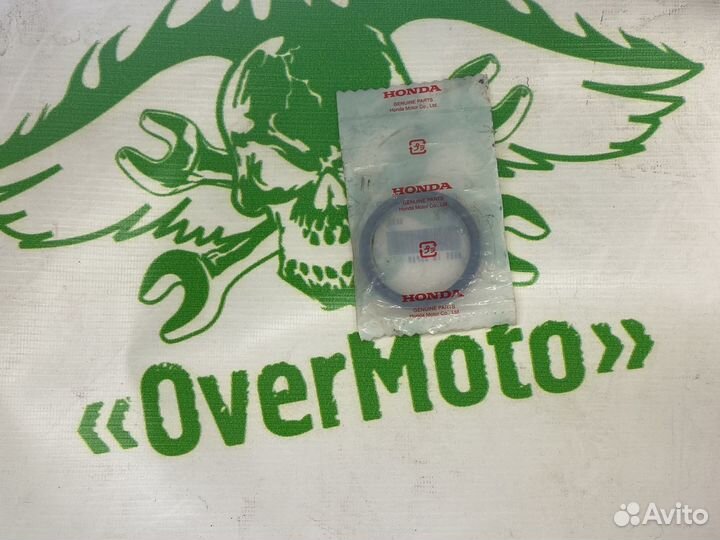 HONDA
GENUINE PARTS
Honda Motor Co., Ltd.
HONDA
GENUINE PARTS
Honda Motor Co., Ltd.
HONDA
GENUINE PARTS
Honda Motor Co., Ltd.
«OverMoto»
Avito